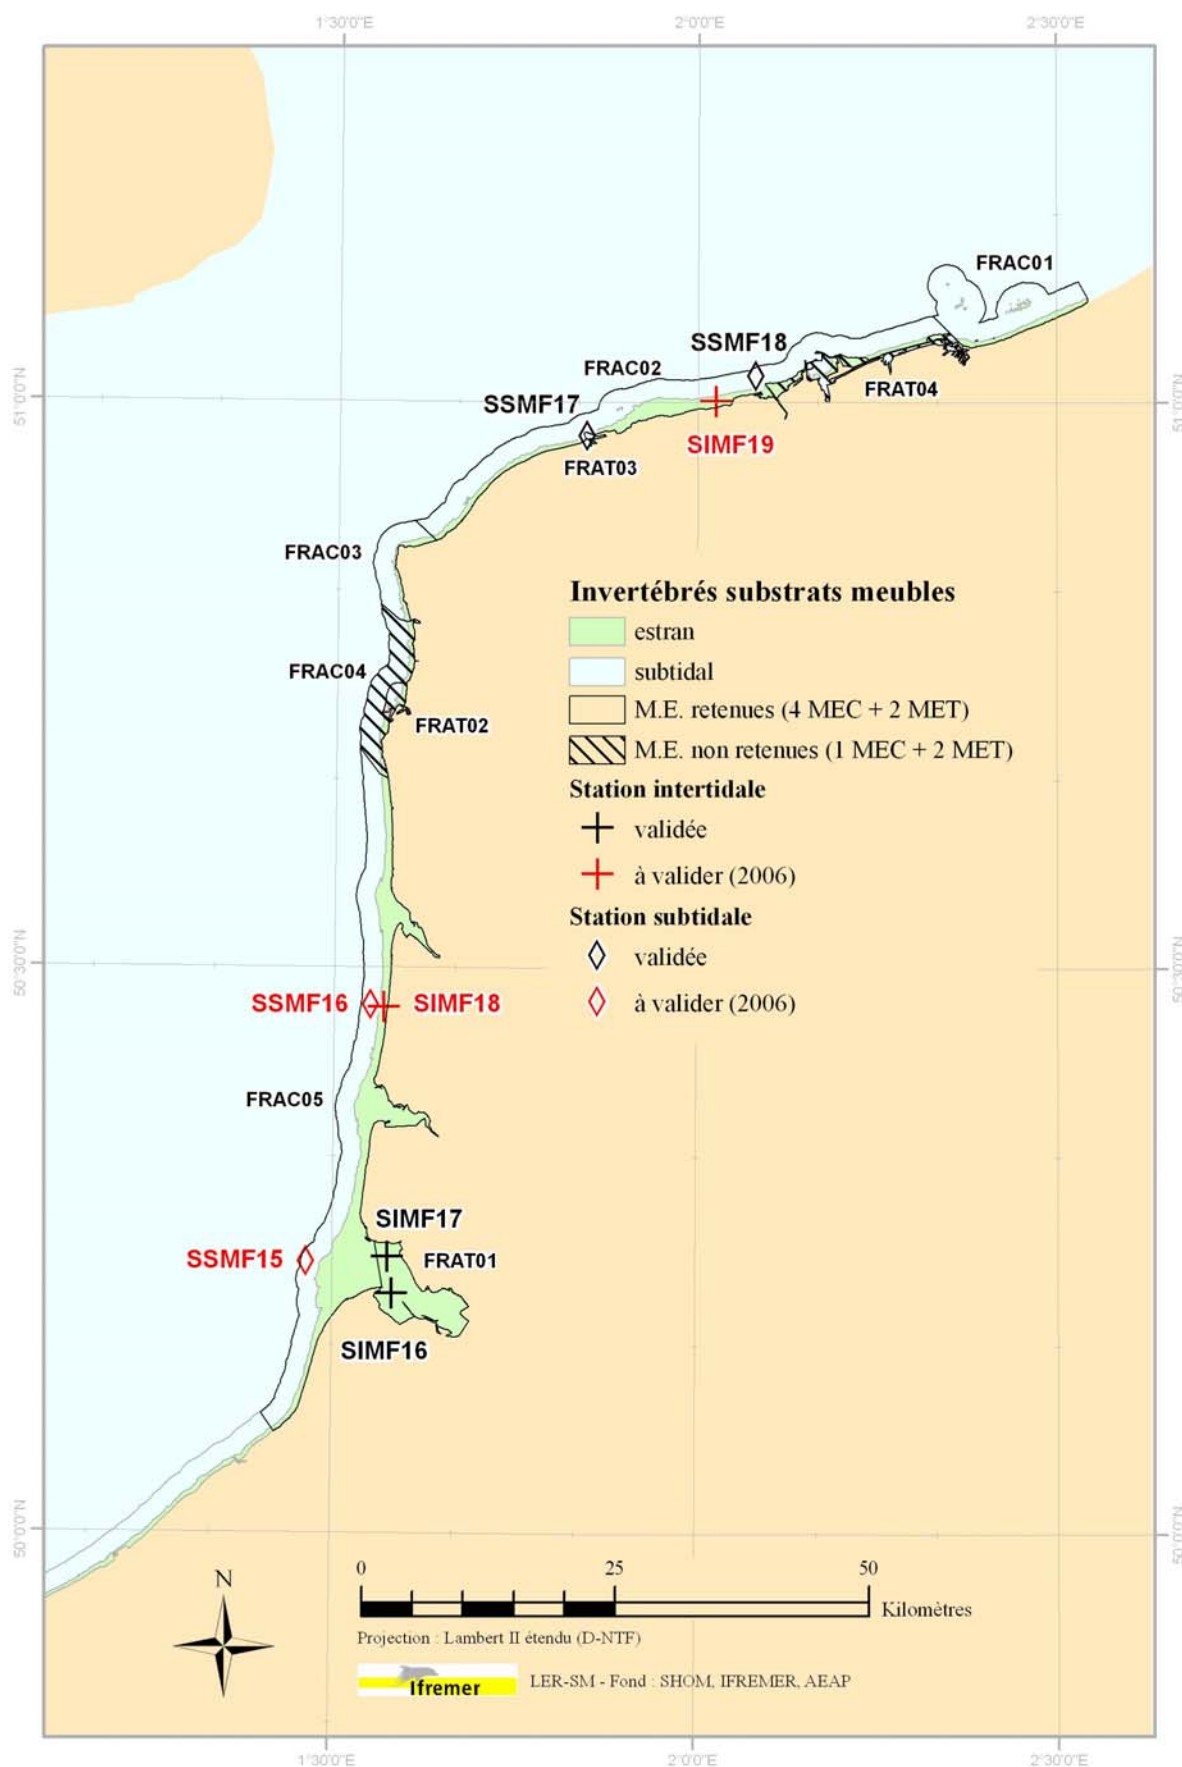 1°30'0"E
2°0'0"E
2°30'0"E
FRAC01
SSMF18
FRAC02
51°0'0"N
51°0'0"N
FRAT04
SSMF17
SIMF19
FRAT03
FRAC03
Invertébrés substrats meubles
estran
subtidal
FRAC04
M.E. retenues (4 MEC + 2 MET)
FRAT02
M.E. non retenues (1 MEC + 2 MET)
Station intertidale
validée
à valider (2006)
Station subtidale
validée
50°30'0"N
50°30'0"N
SSMF16
SIMF18
à valider (2006)
FRAC05
SIMF17
SSMF15
FRAT01
SIMF16
50°0'0"N
50°0'0"N
N
0
25
50
Kilomètres
Projection : Lambert II étendu (D-NTF)
Ifremer
LER-SM - Fond : SHOM, IFREMER, AEAP
1°30'0"E
2°0'0"E
2°30'0"E